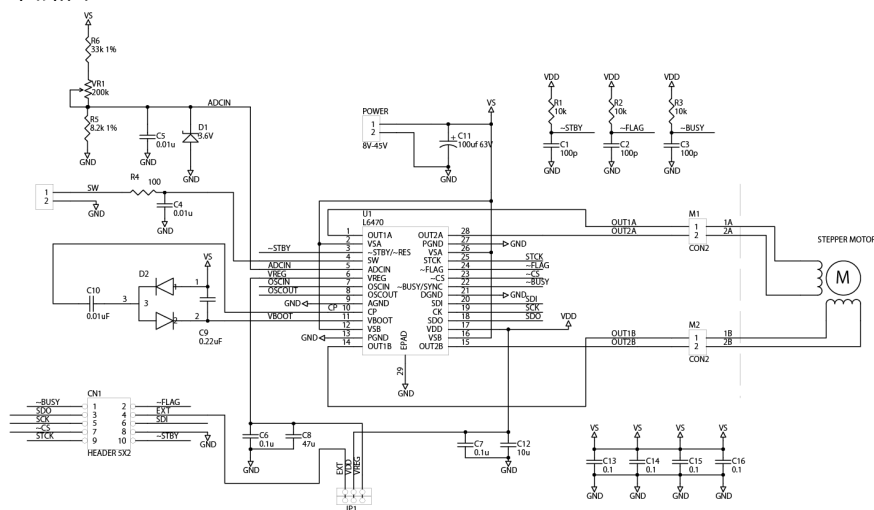 VS
R6
33k 1%
VR1
200k
ADCIN
R5
8.2k 1%
C5
0.01u
D1
3.6V
GND
GND
GND
POWER
1
2
8V-45V
VS
C11
100uf 63V
GND
VDD
VDD
VDD
R1
10k
R2
10k
R3
10k
~STBY
~FLAG
~BUSY
C1
100p
C2
100p
C3
100p
GND
GND
GND
1
2
SW
R4
100
GND
C4
0.01u
GND
U1
L6470
1 OUT1A OUT2A 28
2 VSA PGND 27 GND
~STBY 3 ~STBY/~RES VSA 26
4 SW STCK 25 STCK
ADCIN 5 ADCIN ~FLAG 24 ~FLAG
VREG 6 VREG ~CS 23 ~CS
OSCIN 7 OSCIN ~BUSY/SYNC 22 ~BUSY
OSCOUT 8 OSCOUT DGND 21 GND
GND 9 AGND SDI 20 SDI
CP 10 CP CK 19 SCK
VBOOT 11 VBOOT SDO 18 SDO
12 VSB VDD 17 VDD
GND 13 PGND VSB 16
14 OUT1B OUT2B 15
EPAD
29
GND
D2
VS
C10
0.01uF
3
3
1
1
2
2
C9
0.22uF
M1
OUT1A 1 1A
OUT2A 2 2A
CON2
STEPPER MOTOR
M
M2
OUT1B 1 1B
OUT2B 2 2B
CON2
CN1
~BUSY 1 2 ~FLAG
SDO 3 4 EXT
SCK 5 6 SDI
~CS 7 8
STCK 9 10 ~STBY
HEADER 5X2
GND
C6
0.1u
C8
47u
GND
EXT
VDD
VREG
JP1
C7
0.1u
C12
10u
GND
VS
VS
VS
VS
C13
0.1
C14
0.1
C15
0.1
C16
0.1
GND
GND
GND
GND